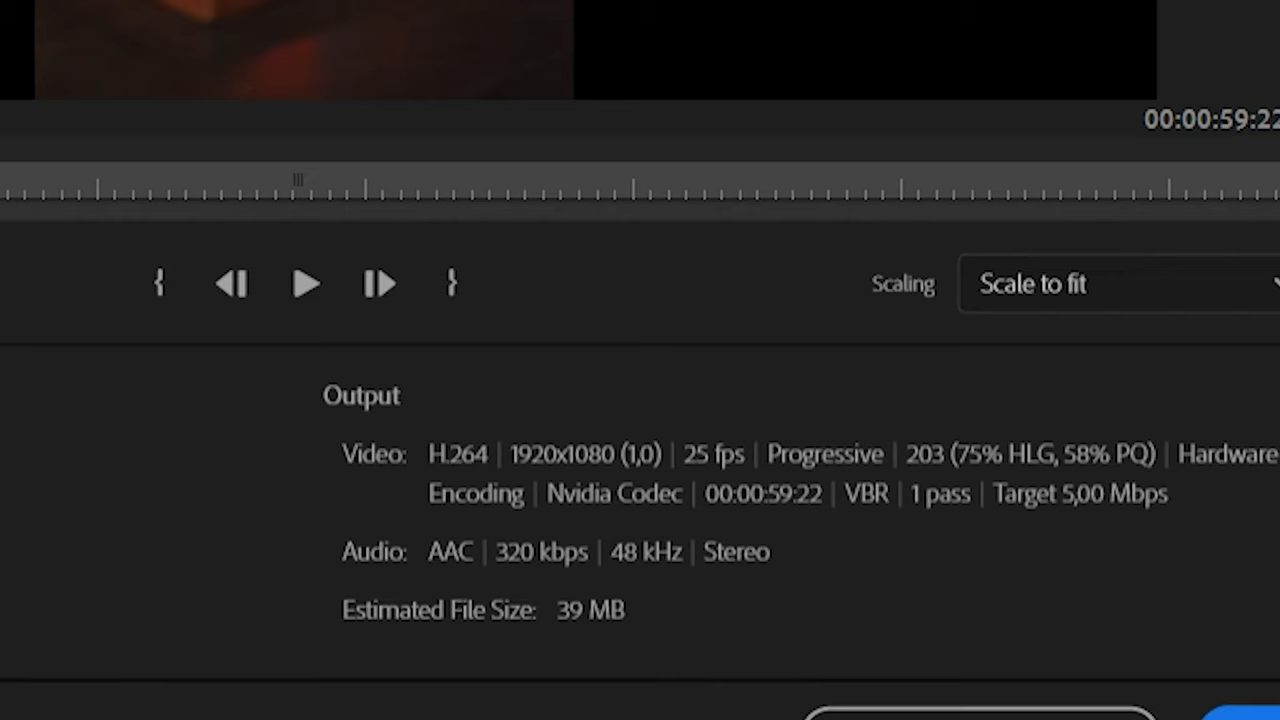 00:00:59:22
Scaling
Scale to fit
Output
Video: H.264 | 1920x1080 (1,0) | 25 fps | Progressive | 203 (75% HLG, 58% PQ) | Hardware
Encoding | Nvidia Codec | 00:00:59:22 | VBR | 1 pass | Target 5,00 Mbps
Audio: AAC | 320 kbps | 48 kHz | Stereo
Estimated File Size: 39 MB